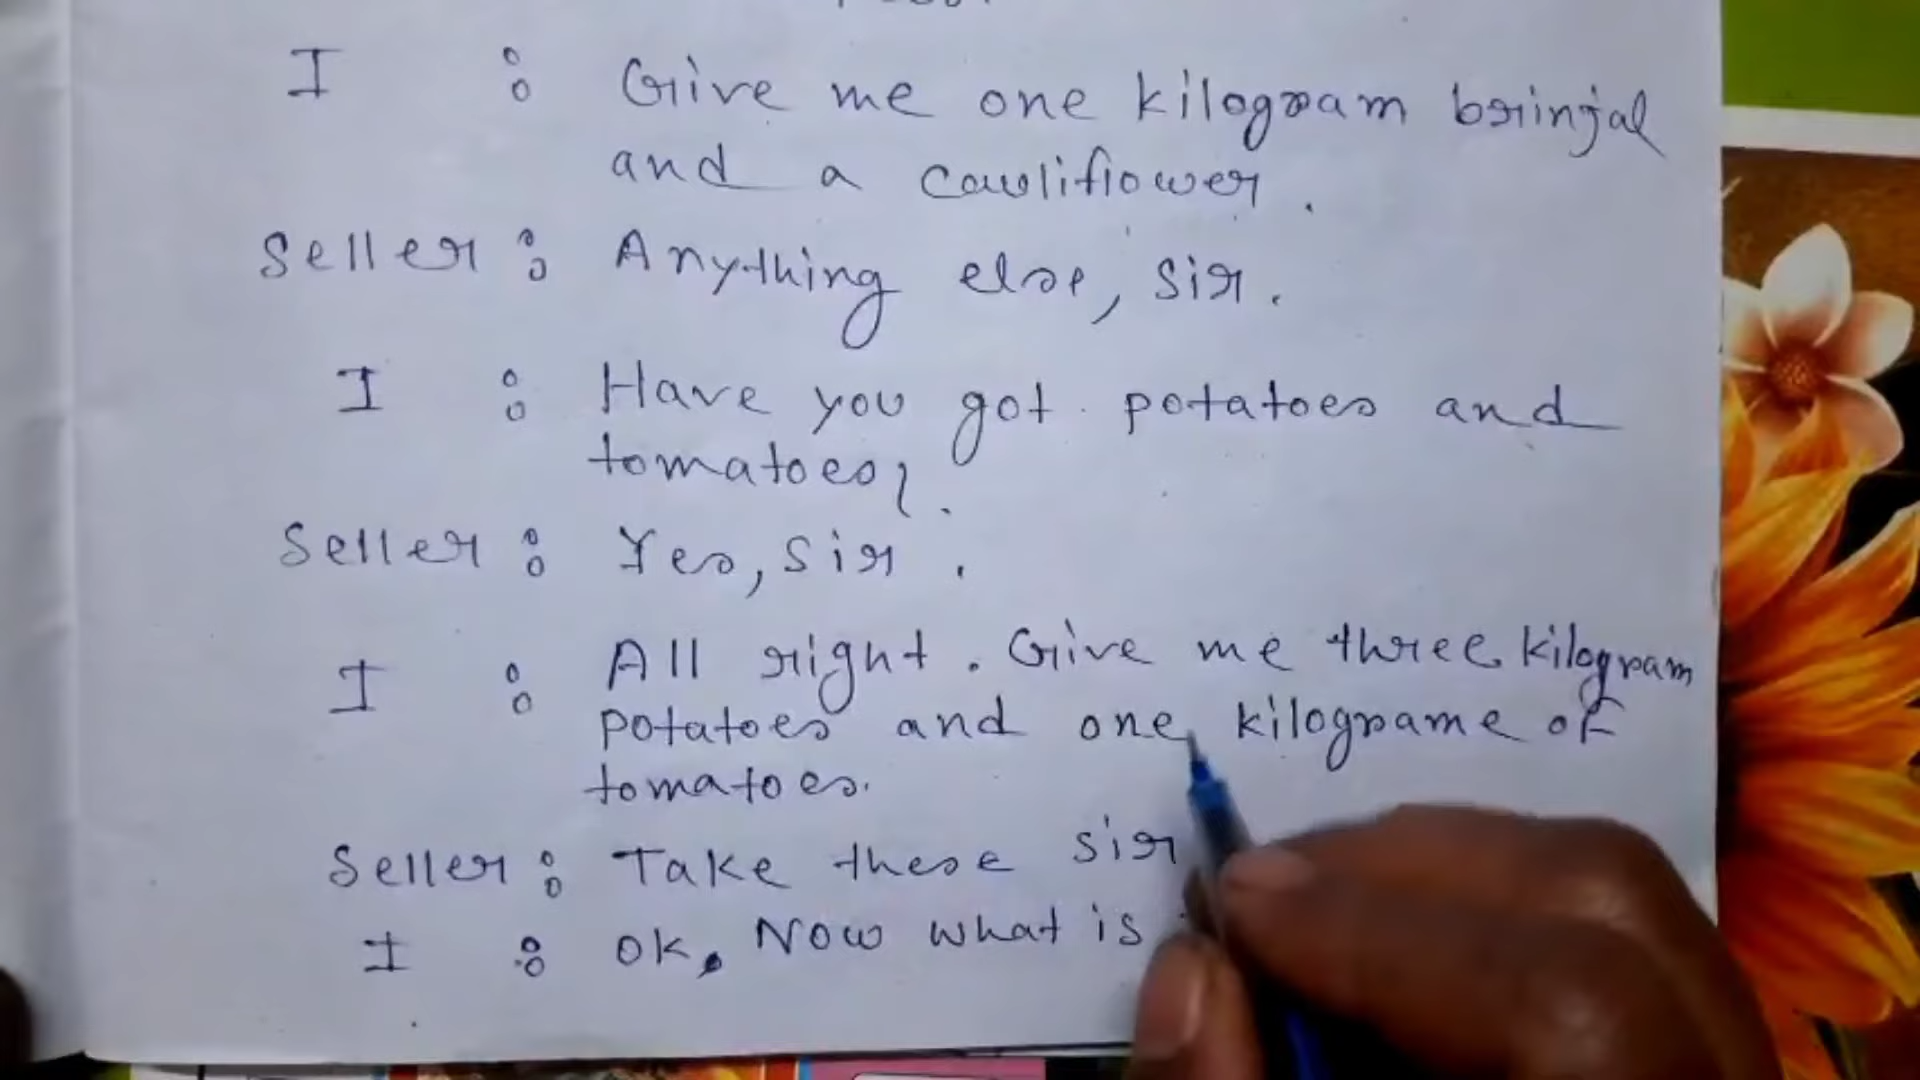 I : Give me one kilogram brinjal
and a cauliflower.
Seller : Anything else, sir.
I : Have you got potatoes and
tomatoes?
Seller : Yes, sir.
I : All right. Give me three kilogram
potatoes and one kilograme of
tomatoes.
Seller : Take these sir
I : OK. Now what is